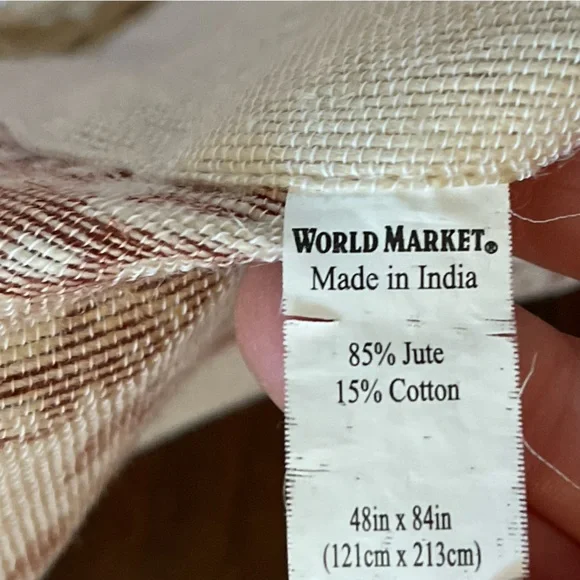 WORLD MARKET®
Made in India
85% Jute
15% Cotton
48in x 84in
(121cm x 213cm)